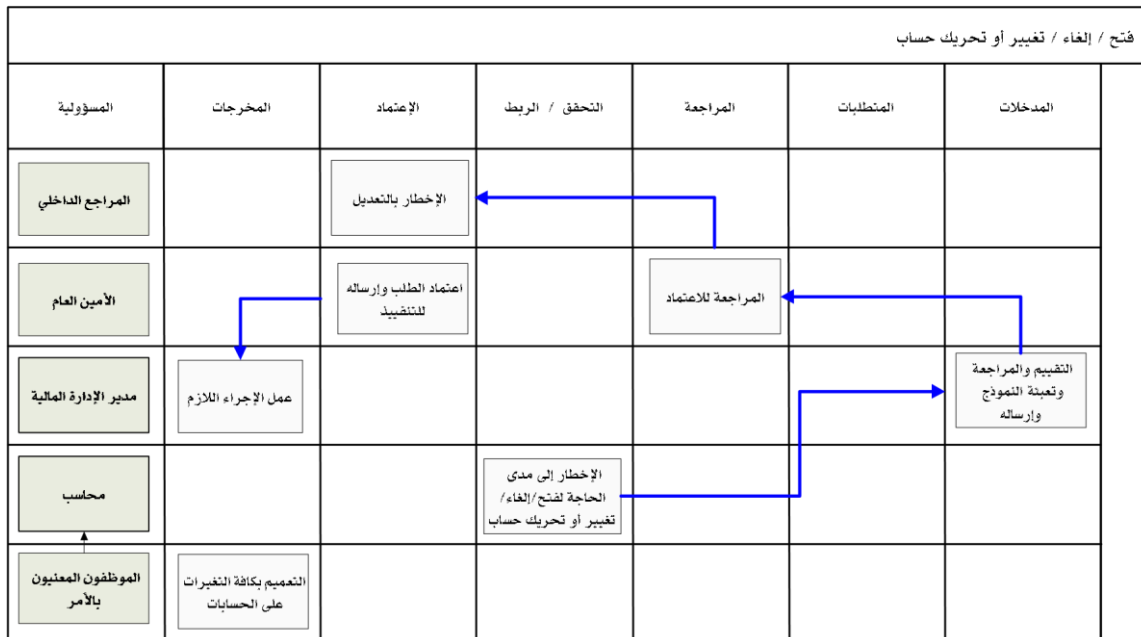 فتح / إلغاء / تغيير أو تحريك حساب
المدخلات
المتطلبات
المراجعة
التحقق / الربط
الإعتماد
المخرجات
المسؤولية
الإخطار بالتعديل
المراجع الداخلي
المراجعة للاعتماد
اعتماد الطلب وإرساله
للتنفييذ
الأمين العام
التقييم والمراجعة
وتعبئة النموذج
وإرساله
عمل الإجراء اللازم
مدير الإدارة المالية
الإخطار إلى مدى
الحاجة لفتح/إلغاء/
تغيير أو تحريك حساب
محاسب
التعميم بكافة التغيرات
على الحسابات
الموظفون المعنيون
بالأمر